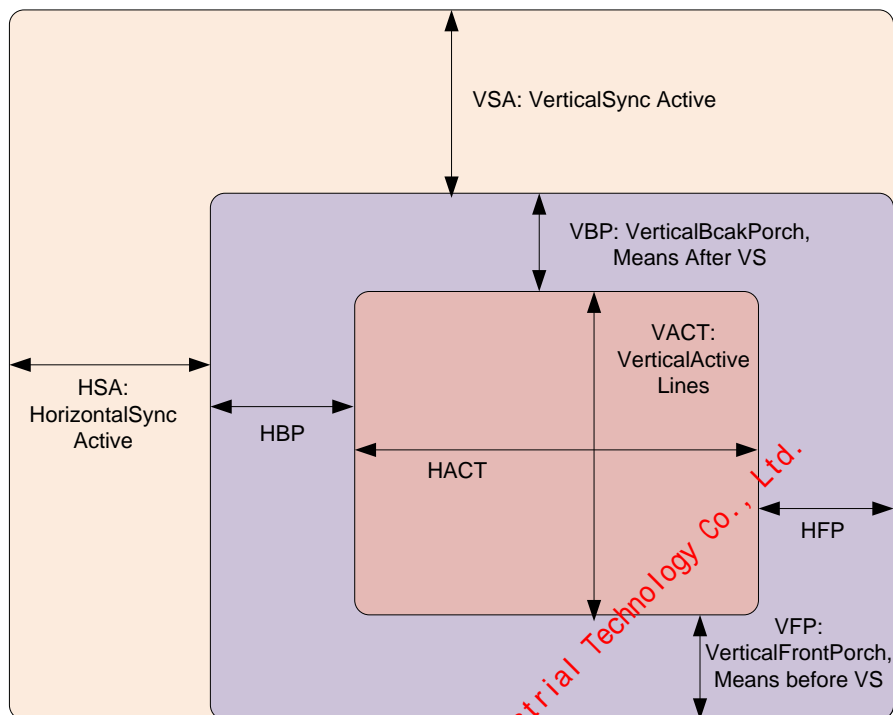 VSA: VerticalSync Active
VBP: VerticalBcakPorch,
Means After VS
VACT:
VerticalActive
Lines
HSA:
HorizontalSync
Active
HBP
HACT
HFP
VFP:
VerticalFrontPorch,
Means before VS
Technology Co., Ltd.